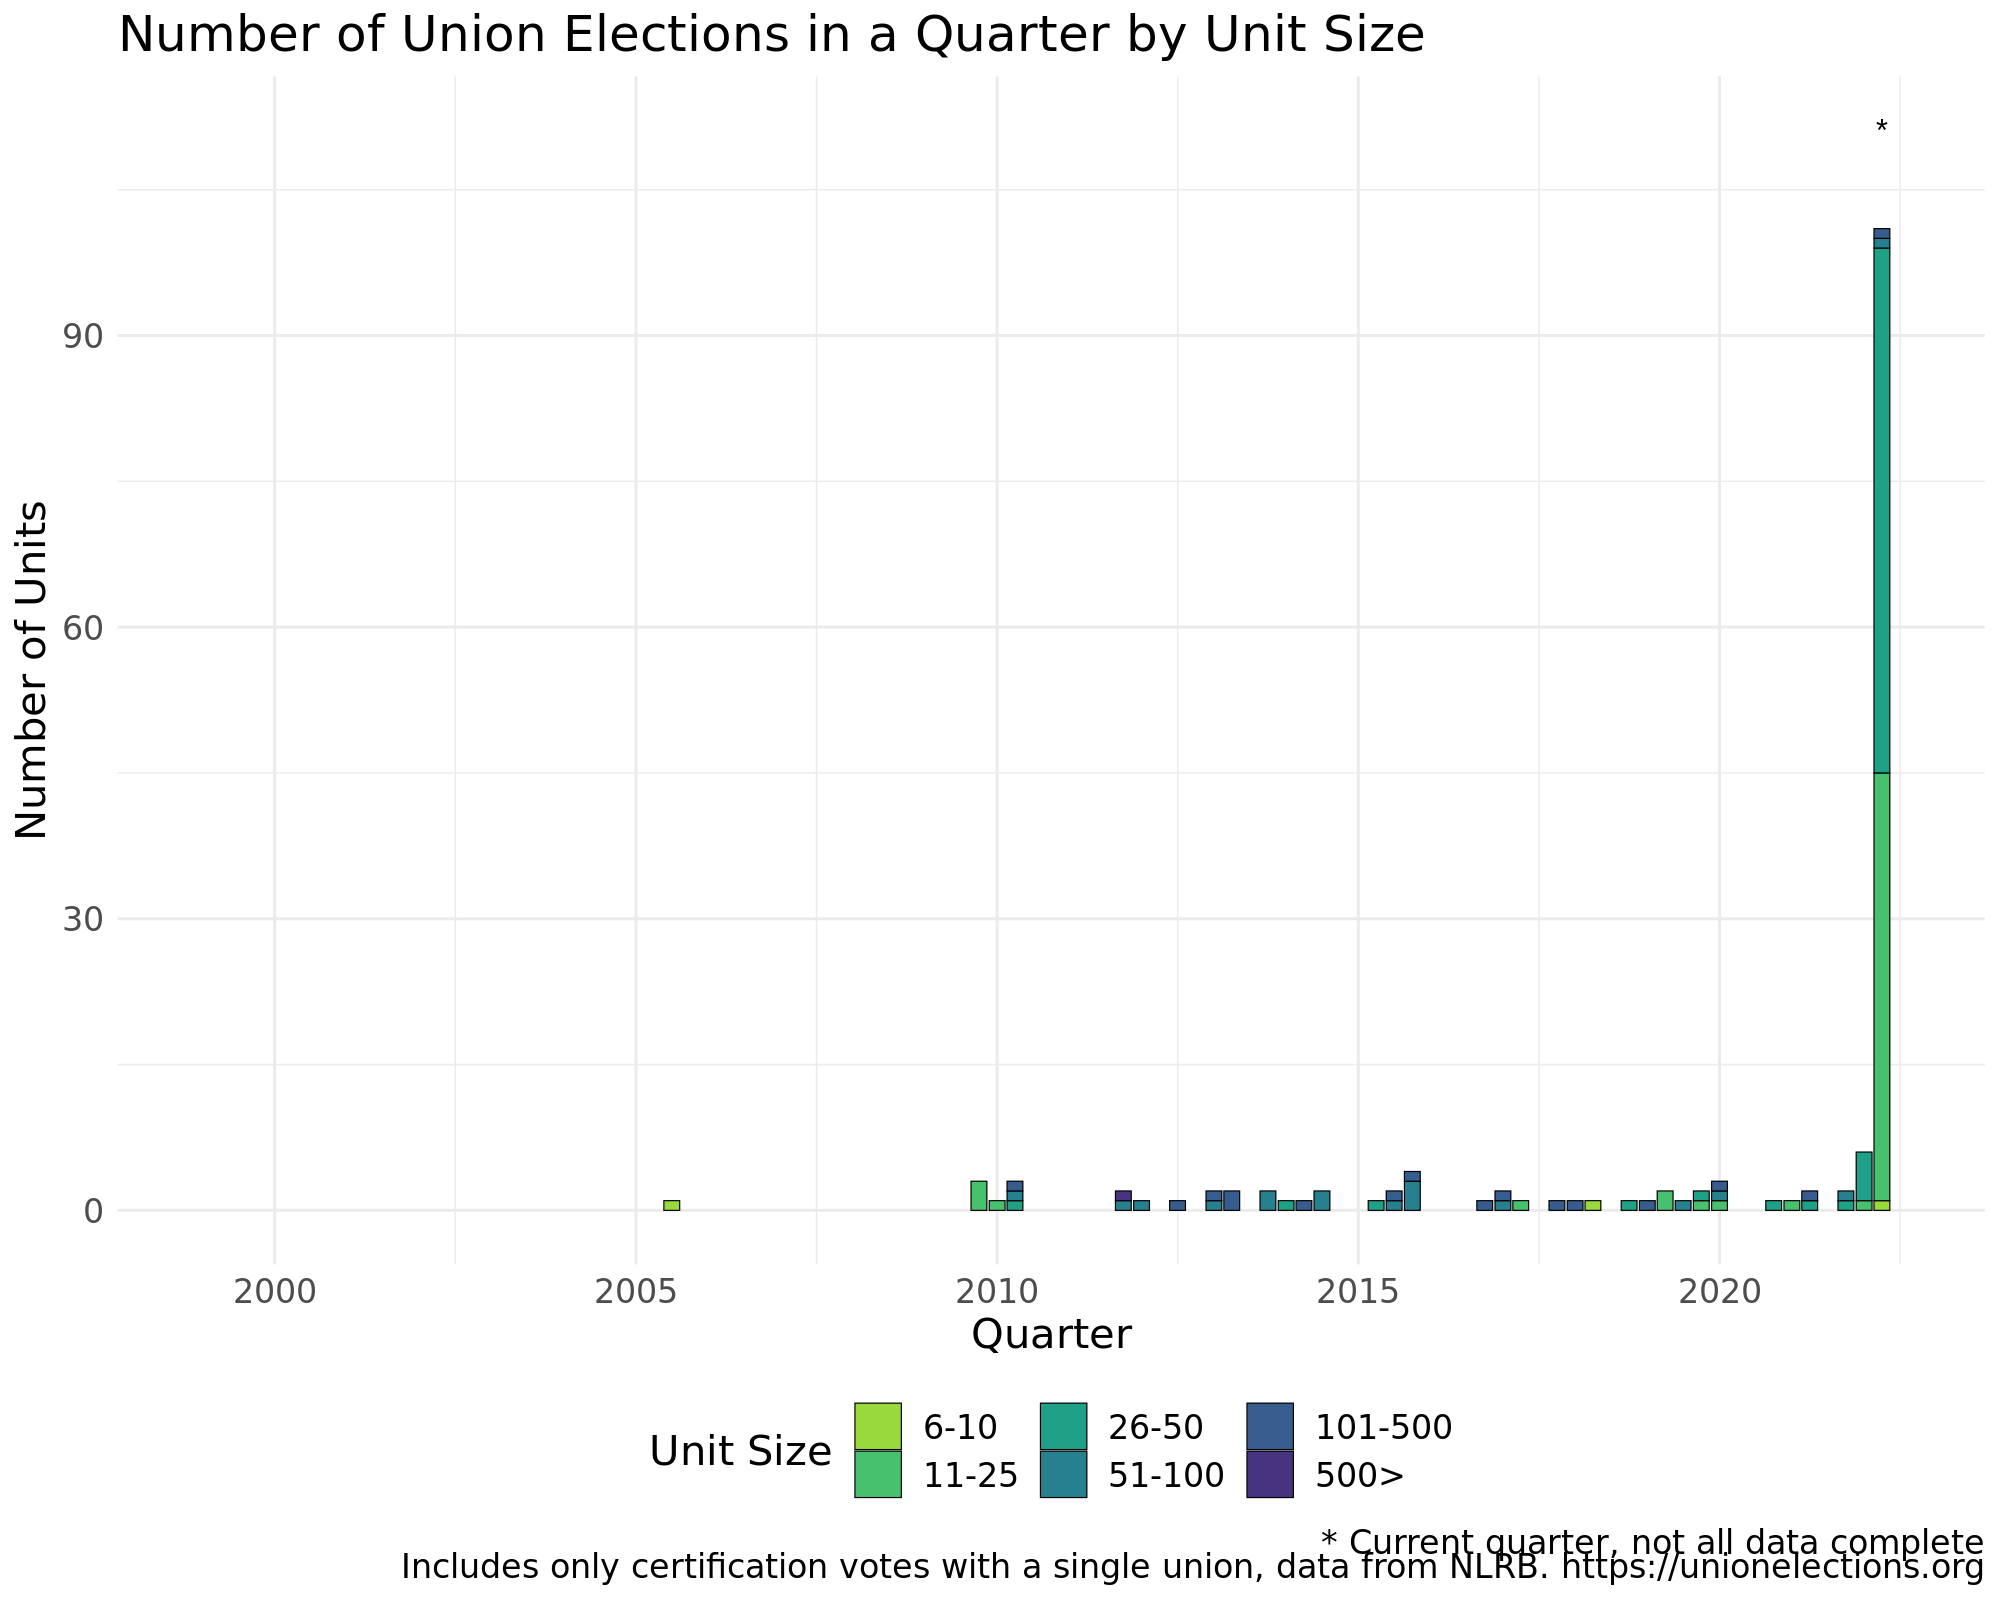 Number of Union Elections in a Quarter by Unit Size
*
90
60
30
0
Number of Units
2000 2005 2010 2015 2020
Quarter
Unit Size
6-10 26-50 101-500
11-25 51-100 500>
* Current quarter, not all data complete
Includes only certification votes with a single union, data from NLRB. https://unionelections.org